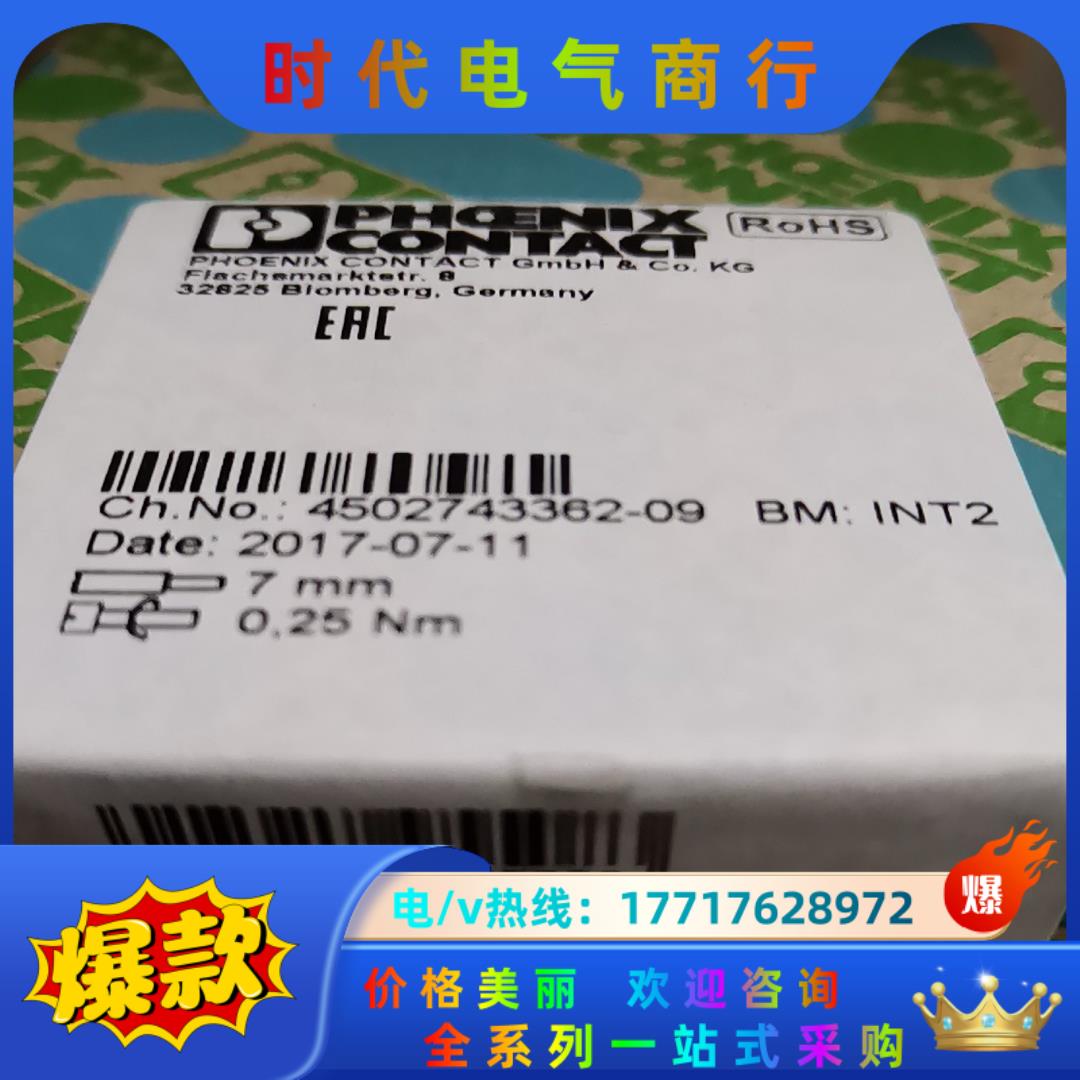 时代电气商行
PHOENIX
CONTACT
RoHS
PHOENIX CONTACT GmbH & Co. KG
Flachsmarktstr. 8
32825 Blomberg, Germany
EAC
Ch.No.: 4502743362-09 BM: INT2
Date: 2017-07-11
7 mm
0,25 Nm
电/v热线：17717628972
爆
爆款
价格美丽 欢迎咨询
全系列一站式采购